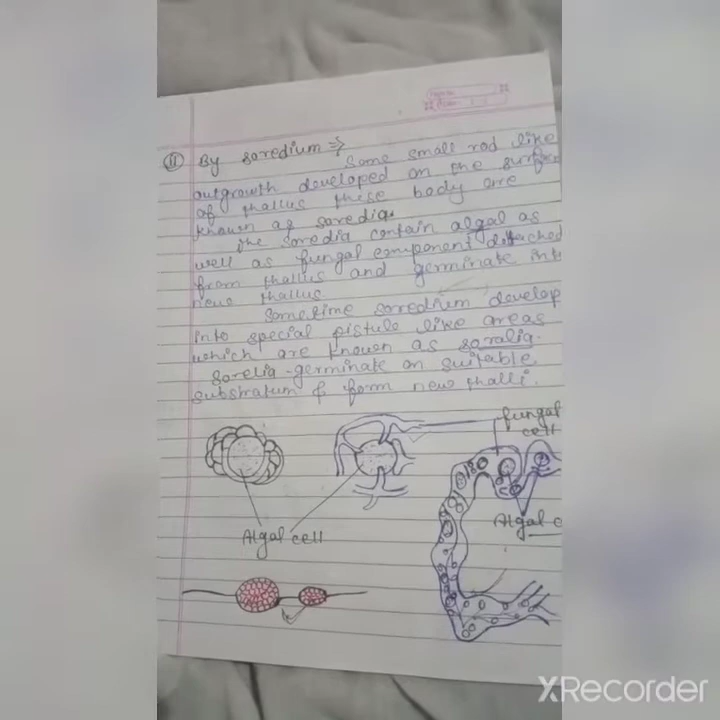 (ii) By soredium ⇒
Some small rod like
outgrowth developed on the surface
of thallus these body are
known as soredia.
The soredia contain algal as
well as fungal component detached
from thallus and germinate into
new thallus.
Sometime soredium develop
into special pistule like areas
which are known as soralia.
Sorelia-germinate on suitable
substratum & form new thalli.
fungal
cell
Algal cell
Algal c
XRecorder